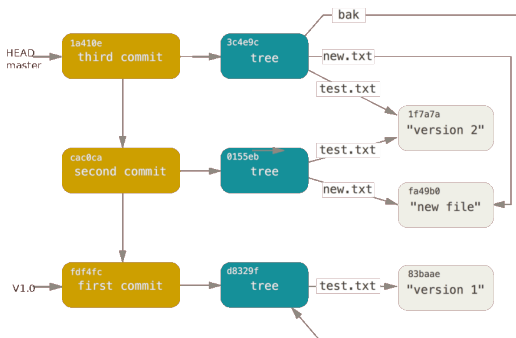 bak
1a410e
3c4e9c
HEAD
master
third commit
tree
new.txt
test.txt
1f7a7a
"version 2"
cac0ca
0155eb
test.txt
second commit
tree
new.txt
fa49b0
"new file"
fdf4fc
d8329f
83baae
V1.0
first commit
tree
test.txt
"version 1"